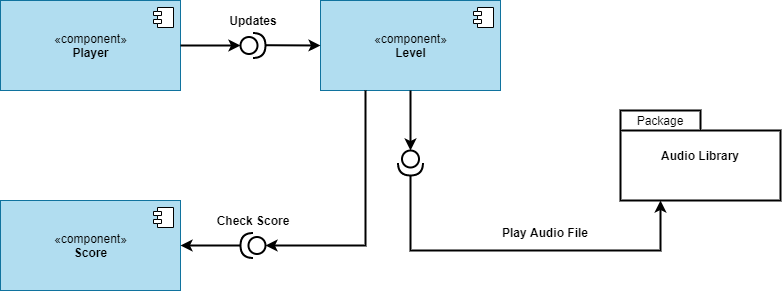 Updates
«component»
Player
«component»
Level
Package
Audio Library
Check Score
«component»
Score
Play Audio File